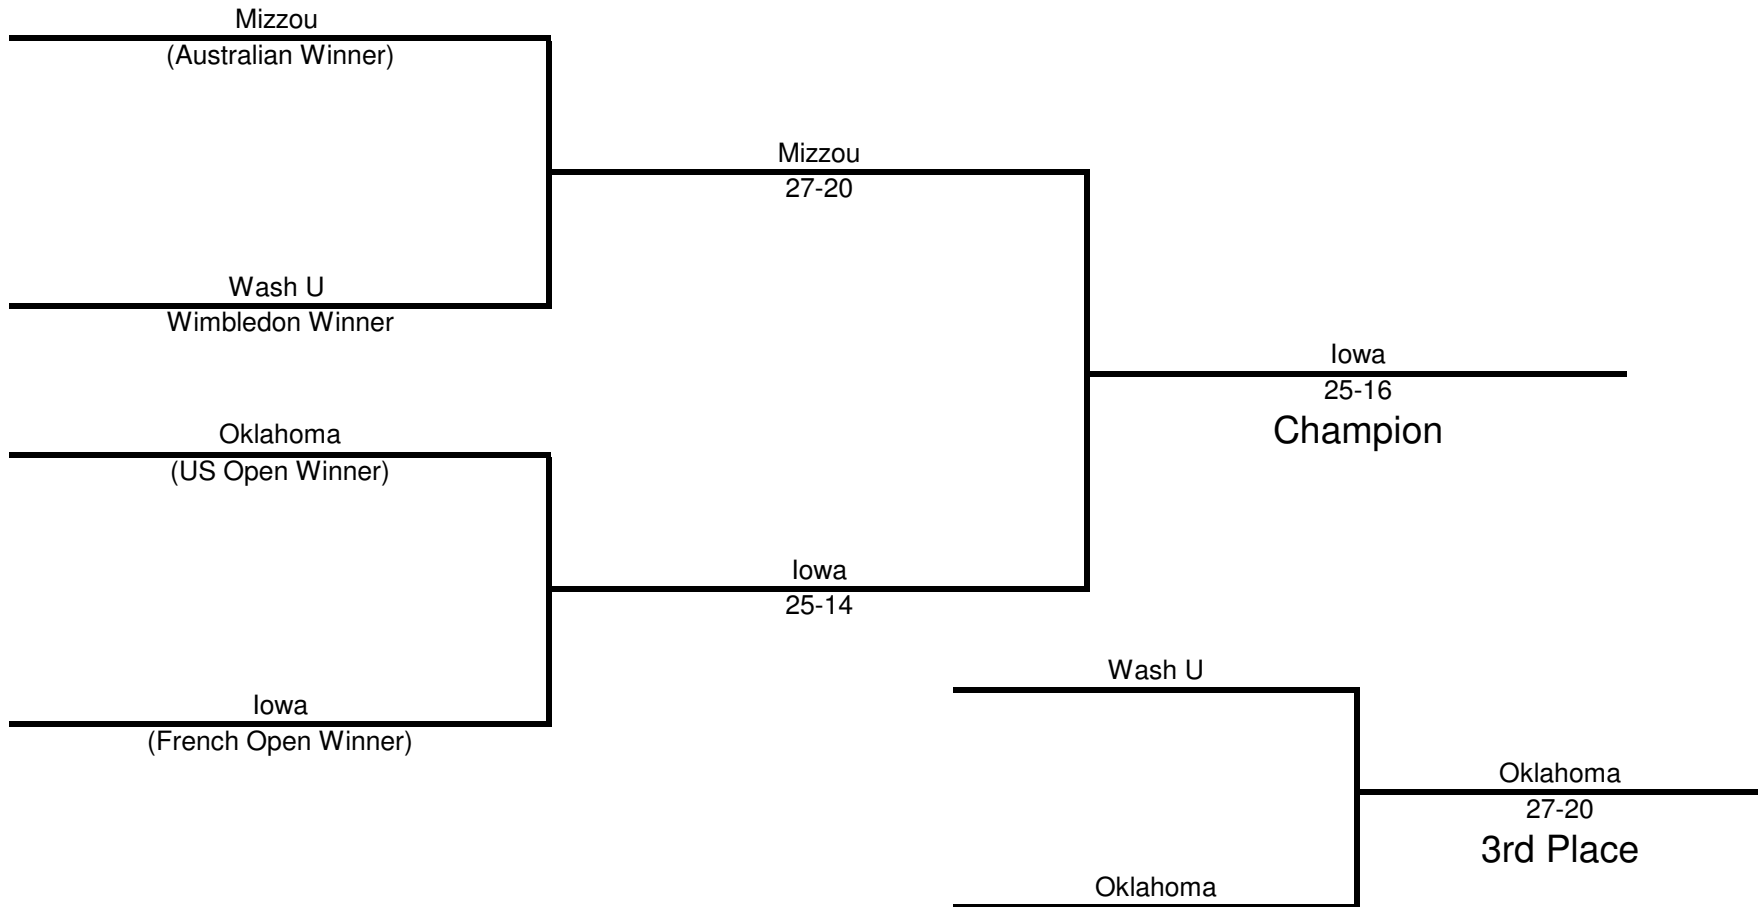 Mizzou
(Australian Winner)
Mizzou
27-20
Wash U
Wimbledon Winner
Iowa
25-16
Champion
Oklahoma
(US Open Winner)
Iowa
25-14
Iowa
(French Open Winner)
Wash U
Oklahoma
27-20
3rd Place
Oklahoma